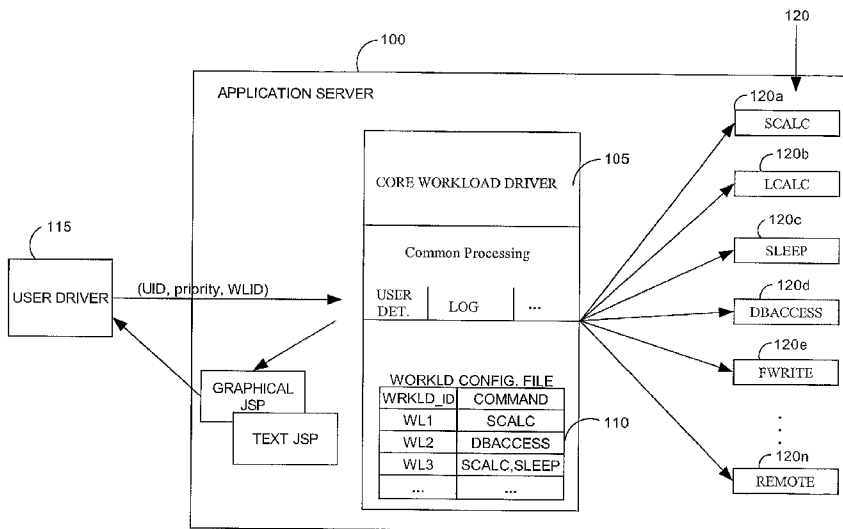 120
100
APPLICATION SERVER
120a
SCALC
105
CORE WORKLOAD DRIVER
120b
LCALC
120c
SLEEP
Common Processing
115
USER DRIVER
(UID, priority, WLID)
USER DET.
LOG
...
120d
DBACCESS
120e
FWRITE
GRAPHICAL JSP
TEXT JSP
WORKLD CONFIG. FILE
WRKLD_ID COMMAND
WL1 SCALC
WL2 DBACCESS
WL3 SCALC,SLEEP
... ...
110
120n
REMOTE